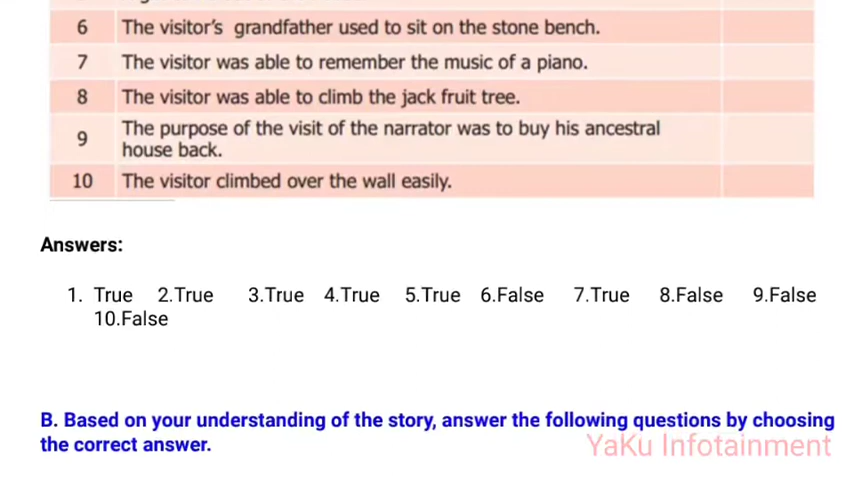 6 The visitor's grandfather used to sit on the stone bench.
7 The visitor was able to remember the music of a piano.
8 The visitor was able to climb the jack fruit tree.
9 The purpose of the visit of the narrator was to buy his ancestral
house back.
10 The visitor climbed over the wall easily.
Answers:
1. True 2.True 3.True 4.True 5.True 6.False 7.True 8.False 9.False
10.False
B. Based on your understanding of the story, answer the following questions by choosing
the correct answer.
YaKu Infotainment